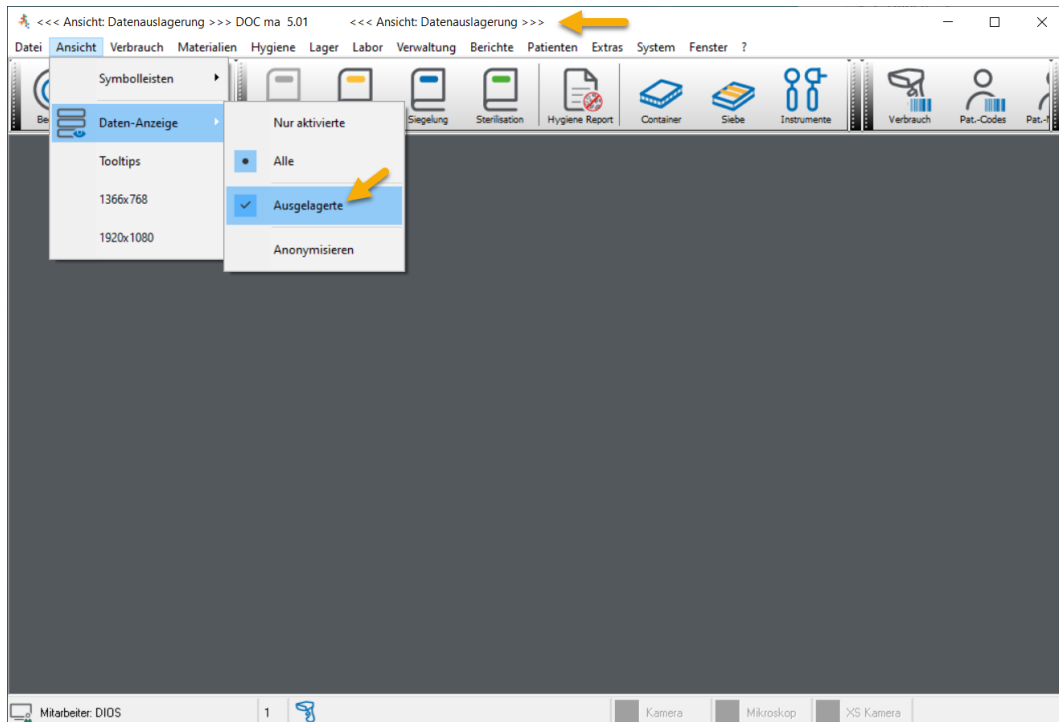 <<< Ansicht: Datenauslagerung >>> DOC ma 5.01 <<< Ansicht: Datenauslagerung >>>
Datei Ansicht Verbrauch Materialien Hygiene Lager Labor Verwaltung Berichte Patienten Extras System Fenster ?
Siegelung Sterilisation Hygiene Report Container Siebe Instrumente Verbrauch Pat.-Codes
Symbolleisten
Daten-Anzeige
Tooltips
1366x768
1920x1080
Nur aktivierte
Alle
Ausgelagerte
Anonymisieren
Mitarbeiter: DIOS 1 Kamera Mikroskop XS Kamera